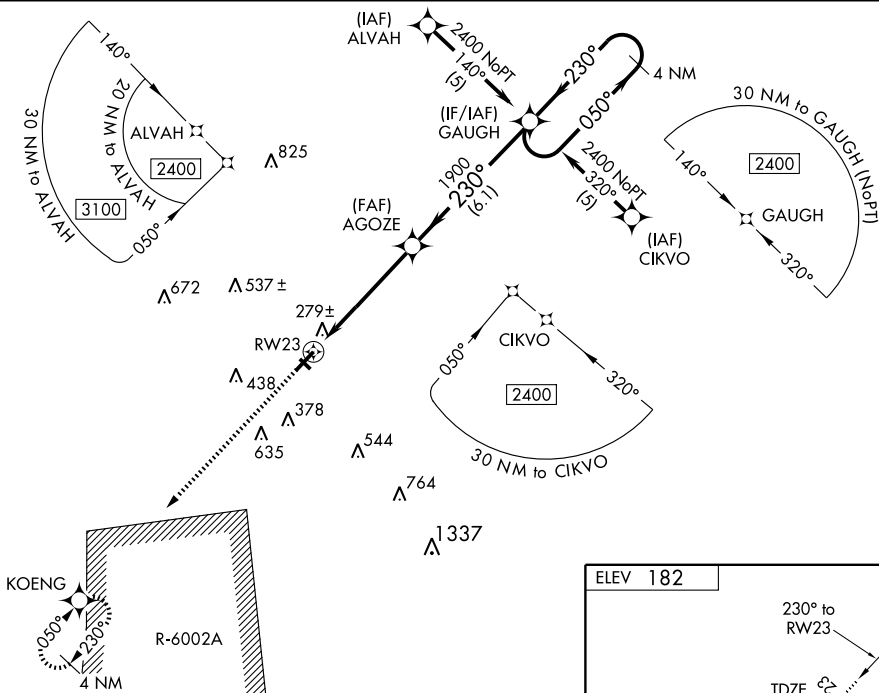 (IAF)
ALVAH
2400 NoPT
140°
(5)
230°
050°
4 NM
(IF/IAF)
GAUGH
2400 NoPT
320°
(5)
(IAF)
CIKVO
1900
230°
(6.1)
(FAF)
AGOZE
140°
20 NM to ALVAH
30 NM to ALVAH
ALVAH
2400
3100
050°
825
30 NM to GAUGH (NoPT)
140°
2400
GAUGH
320°
672
537 ±
279±
RW23
438
378
635
544
764
1337
CIKVO
050°
320°
2400
30 NM to CIKVO
KOENG
050°
230°
4 NM
R-6002A
ELEV 182
230° to
RW23
TDZE
23